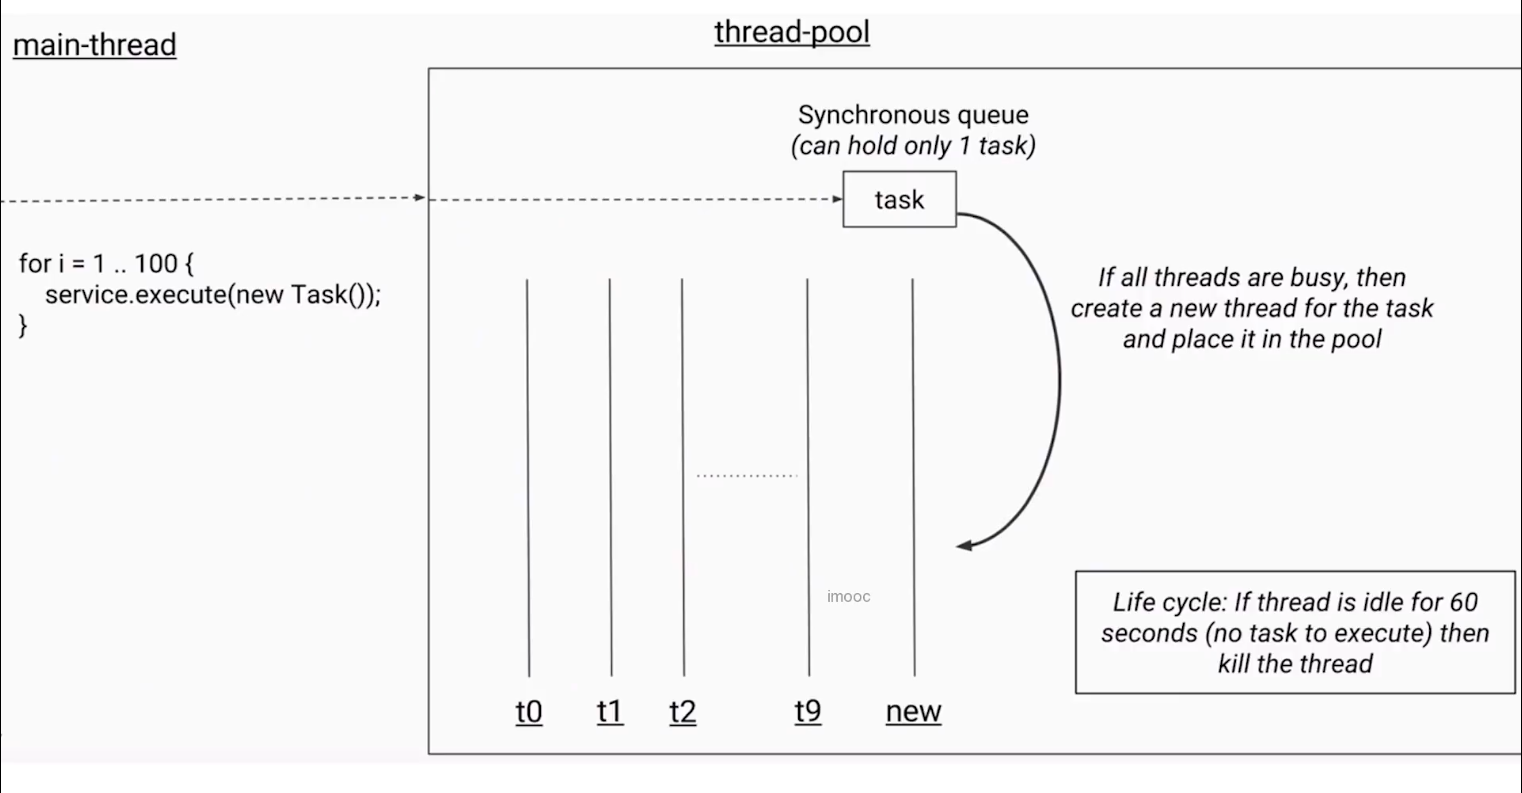 main-thread
thread-pool
Synchronous queue
(can hold only 1 task)
task
for i = 1 .. 100 {
service.execute(new Task());
}
If all threads are busy, then
create a new thread for the task
and place it in the pool
imooc
Life cycle: If thread is idle for 60
seconds (no task to execute) then
kill the thread
t0
t1
t2
t9
new